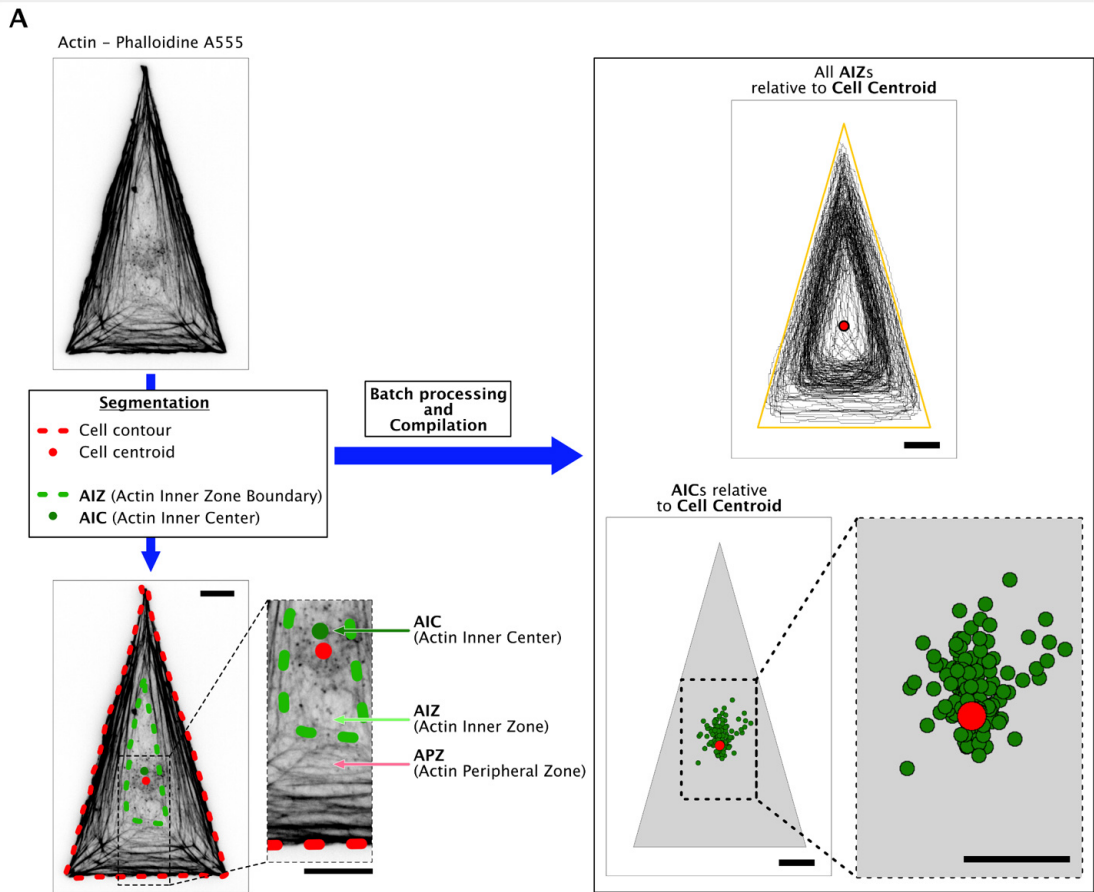 A
Actin – Phalloidine A555
Segmentation
Cell contour
Cell centroid
AIZ (Actin Inner Zone Boundary)
AIC (Actin Inner Center)
Batch processing
and
Compilation
AIC
(Actin Inner Center)
AIZ
(Actin Inner Zone)
APZ
(Actin Peripheral Zone)
All AIZs
relative to Cell Centroid
AICs relative
to Cell Centroid